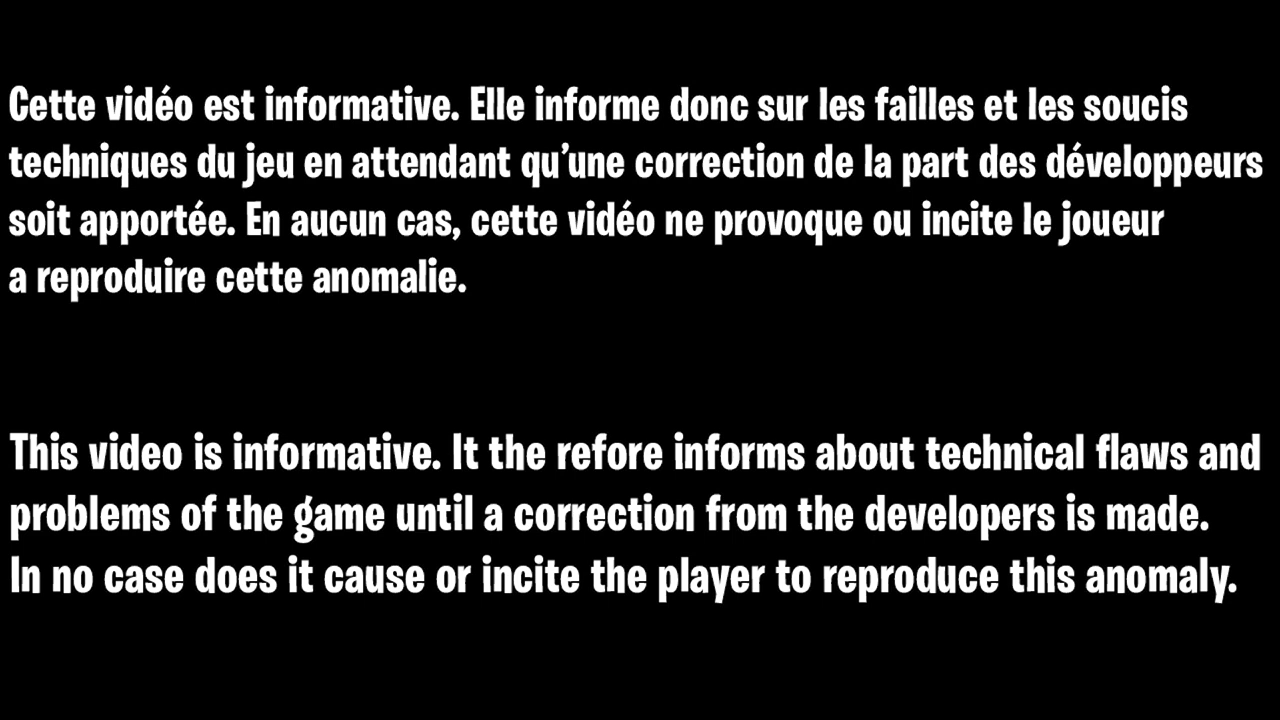 Cette vidéo est informative. Elle informe donc sur les failles et les soucis
techniques du jeu en attendant qu'une correction de la part des développeurs
soit apportée. En aucun cas, cette vidéo ne provoque ou incite le joueur
a reproduire cette anomalie.
This video is informative. It the refore informs about technical flaws and
problems of the game until a correction from the developers is made.
In no case does it cause or incite the player to reproduce this anomaly.